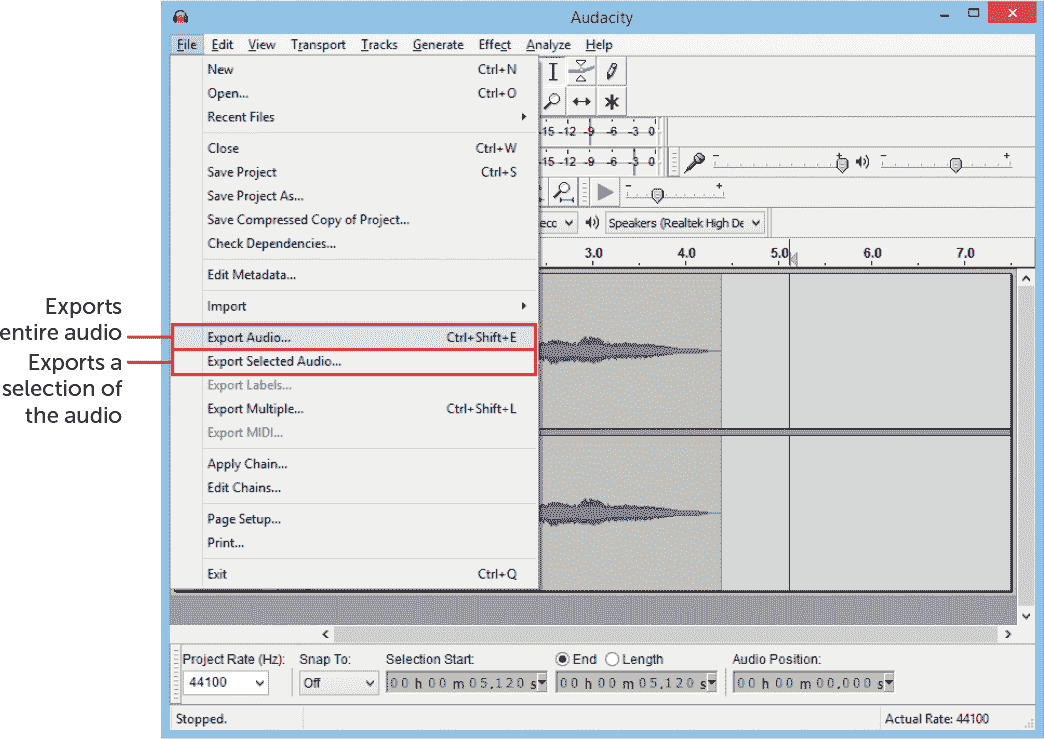 Audacity
File Edit View Transport Tracks Generate Effect Analyze Help
New Ctrl+N
Open... Ctrl+O
Recent Files
Close Ctrl+W
Save Project Ctrl+S
Save Project As...
Save Compressed Copy of Project...
Check Dependencies...
Edit Metadata...
Import
Export Audio... Ctrl+Shift+E
Export Selected Audio...
Export Labels...
Export Multiple... Ctrl+Shift+L
Export MIDI...
Apply Chain...
Edit Chains...
Page Setup...
Print...
Exit Ctrl+Q
Exports
entire audio
Exports a
selection of
the audio
15 -12 -9 -6 -3 0
15 -12 -9 -6 -3 0
Speakers (Realtek High De
3.0 4.0 5.0 6.0 7.0
Project Rate (Hz): Snap To: Selection Start: End Length Audio Position:
44100 Off 00 h 00 m 05.120 s 00 h 00 m 05.120 s 00 h 00 m 00.000 s
Stopped. Actual Rate: 44100